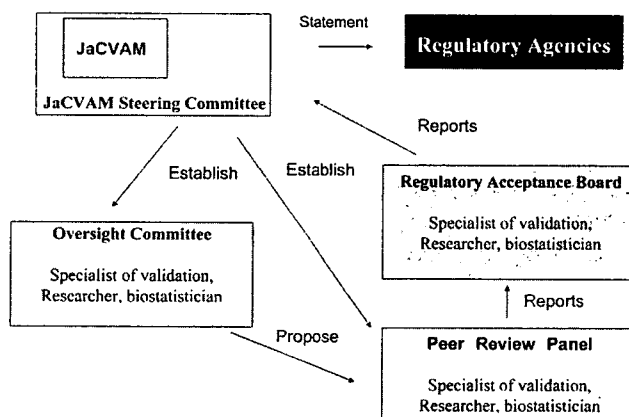 JaCVAM
JaCVAM Steering Committee
Statement
Regulatory Agencies
Reports
Establish
Establish
Regulatory Acceptance Board
Specialist of validation,
Researcher, biostatistician
Oversight Committee
Specialist of validation,
Researcher, biostatistician
Reports
Propose
Peer Review Panel
Specialist of validation,
Researcher, biostatistician